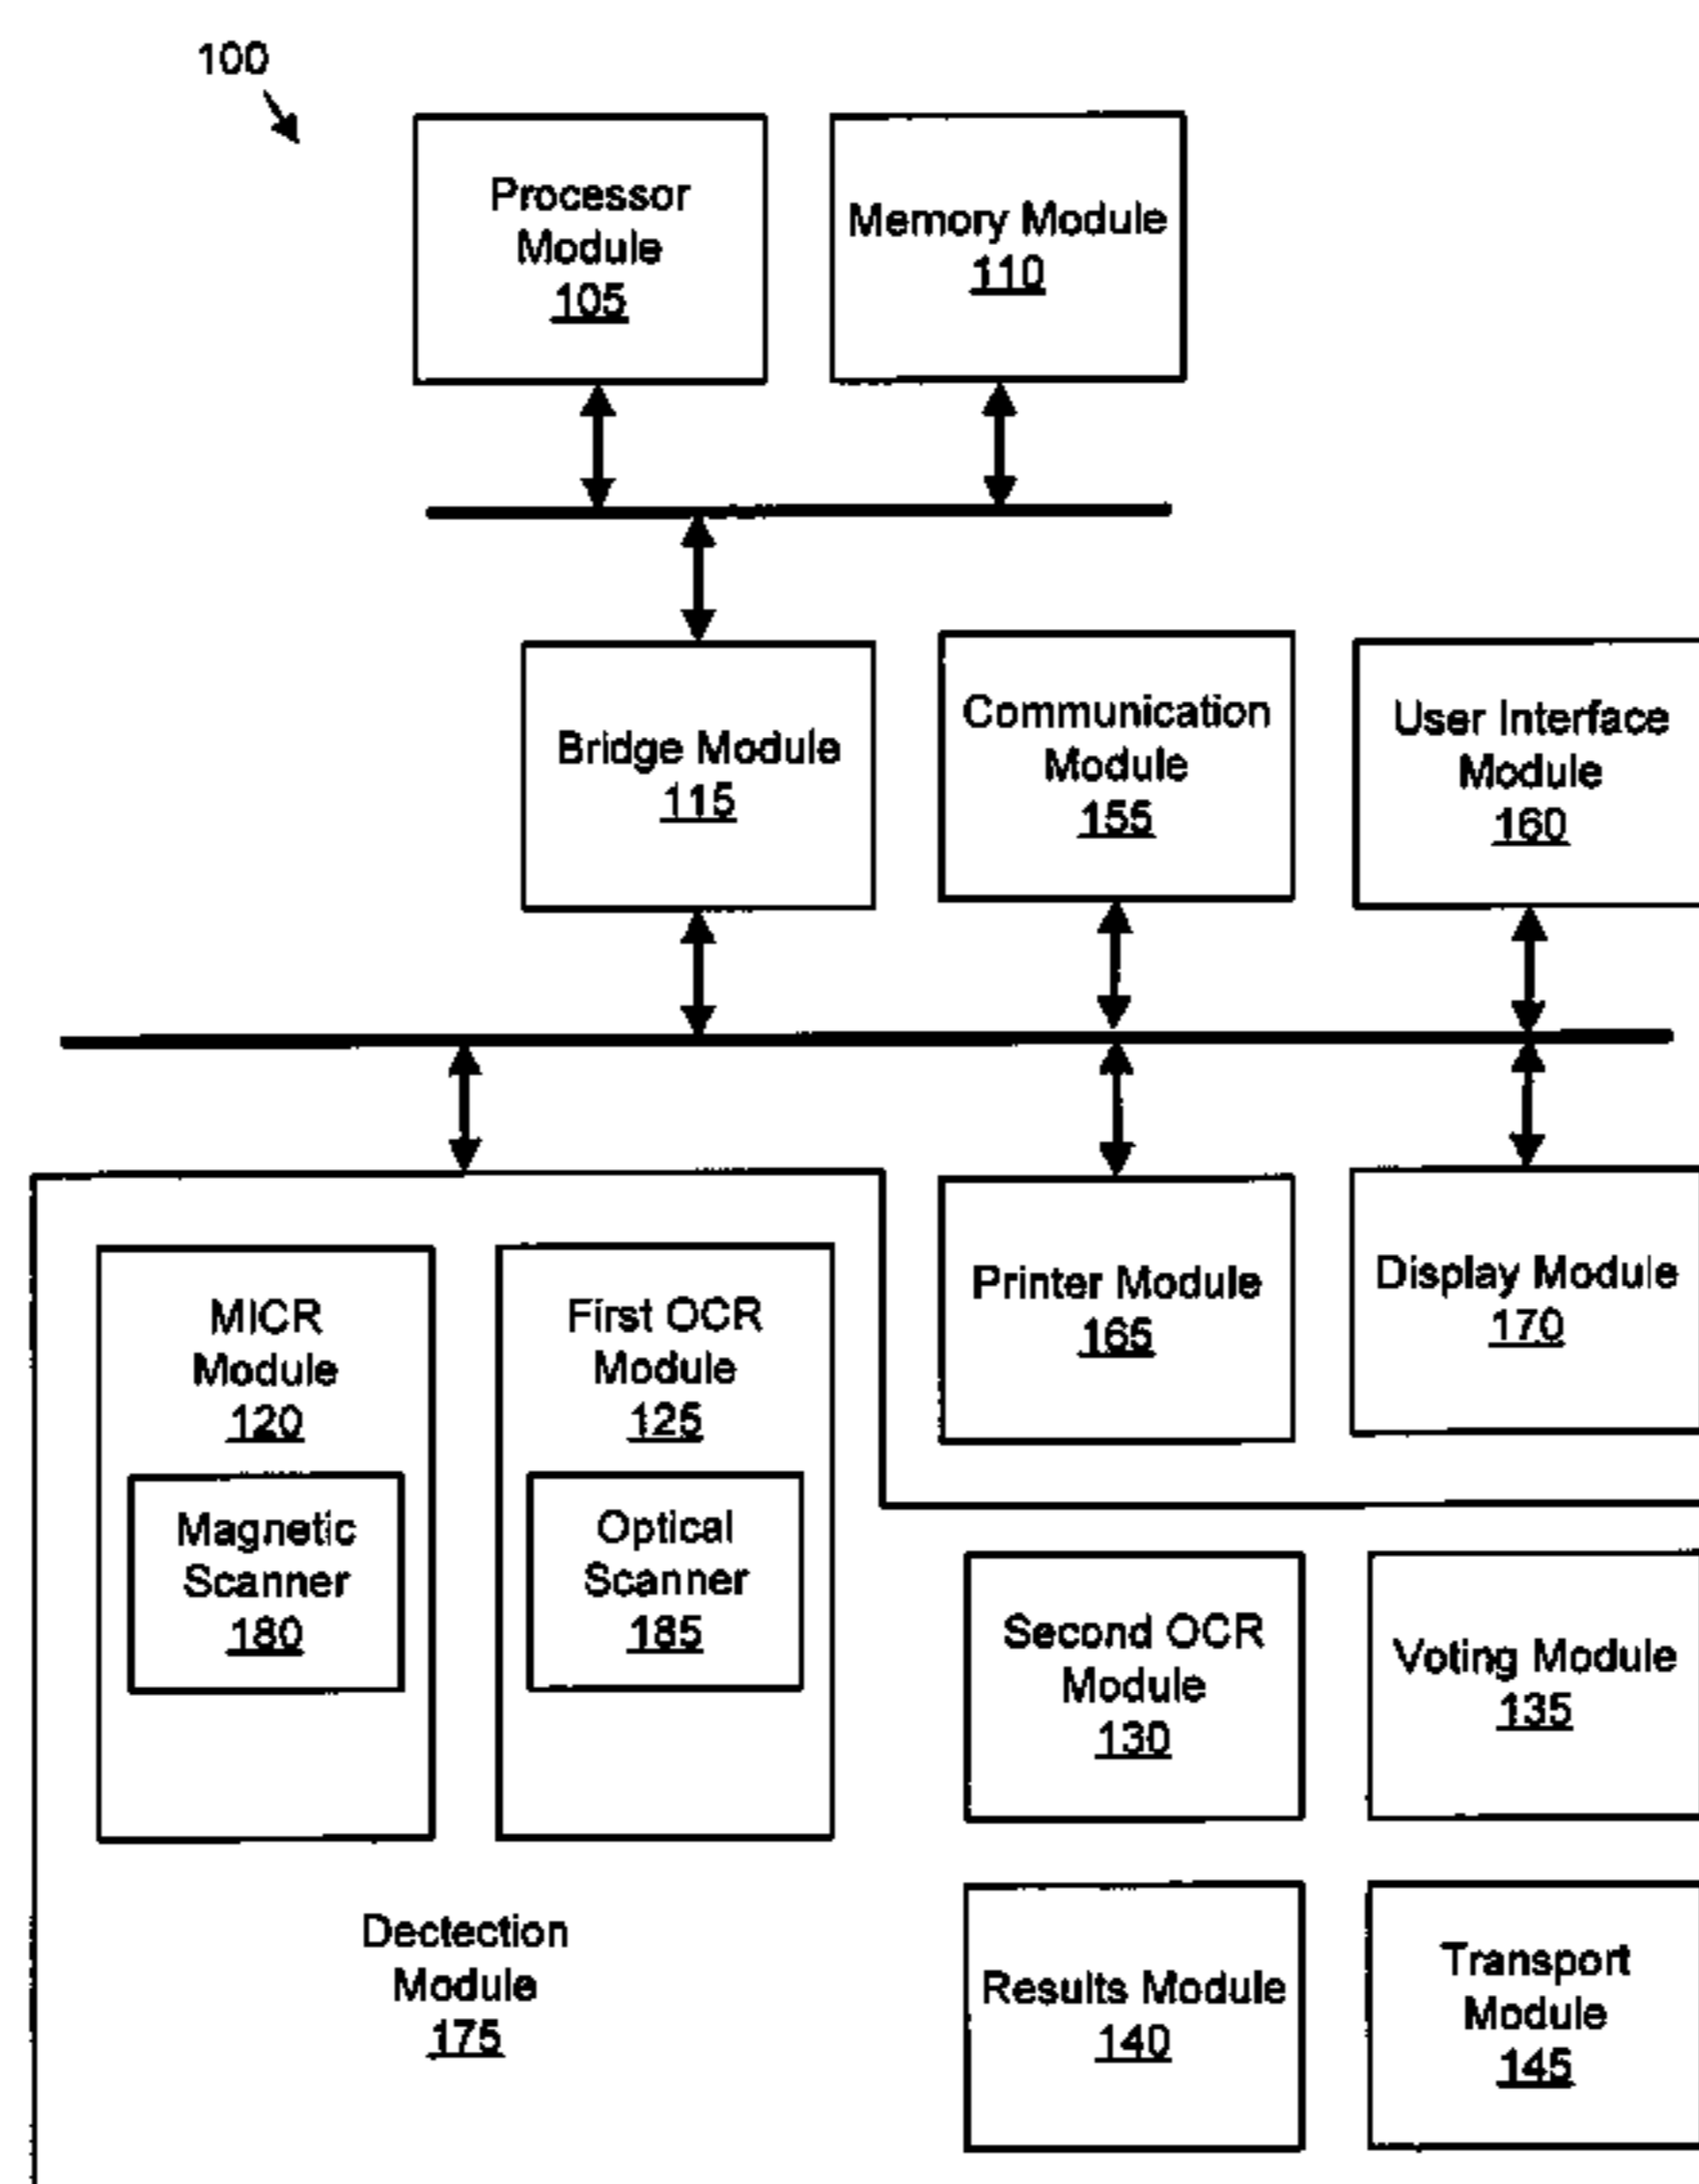 100
Processor
Module
105
Memory Module
110
Bridge Module
115
Communication
Module
155
User Interface
Module
160
MICR
Module
120
Magnetic
Scanner
180
First OCR
Module
125
Optical
Scanner
185
Printer Module
165
Display Module
170
Second OCR
Module
130
Voting Module
135
Dectection
Module
175
Results Module
140
Transport
Module
145